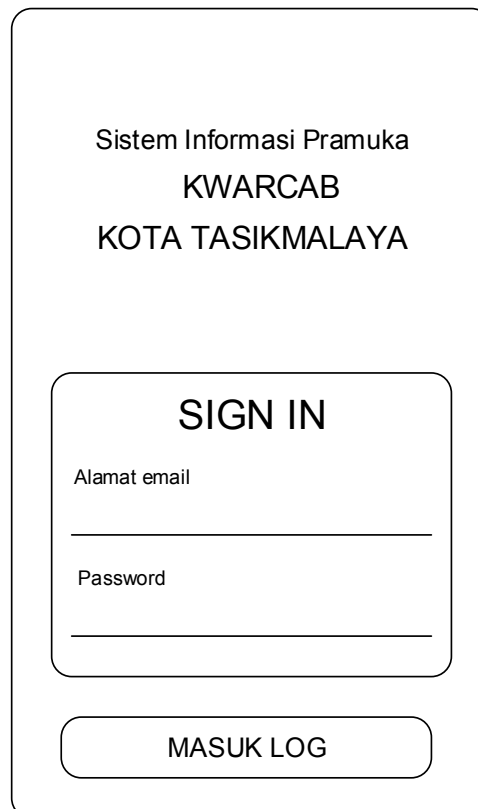 Sistem Informasi Pramuka
KWARCAB
KOTA TASIKMALAYA
SIGN IN
Alamat email
Password
MASUK LOG